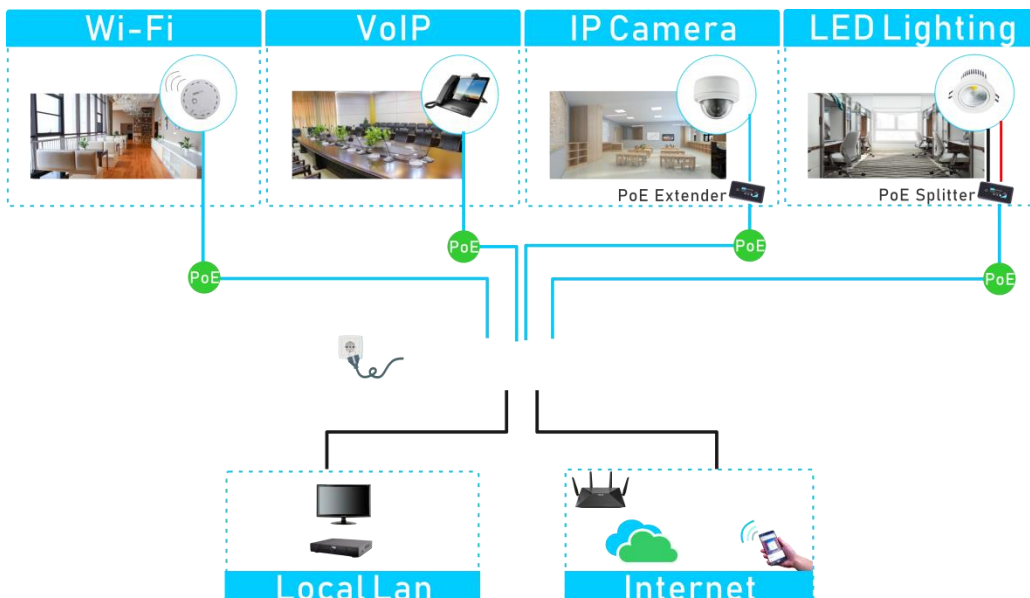 Wi-Fi
VoIP
IP Camera
LED Lighting
PoE Extender
PoE Splitter
PoE
PoE
PoE
PoE
Local Lan
Internet